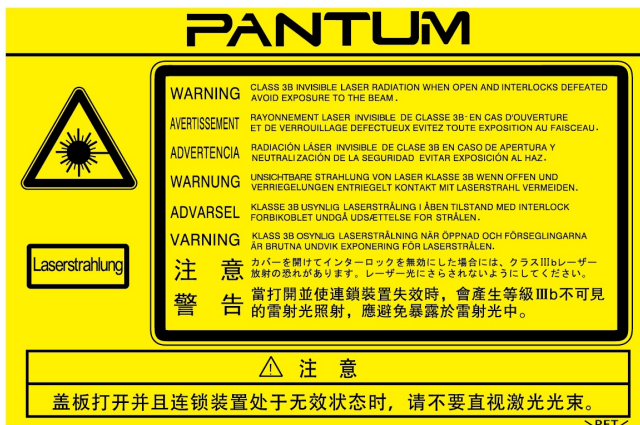 PANTUM
WARNING CLASS 3B INVISIBLE LASER RADIATION WHEN OPEN AND INTERLOCKS DEFEATED
AVOID EXPOSURE TO THE BEAM.
AVERTISSEMENT RAYONNEMENT LASER INVISIBLE DE CLASSE 3B-EN CAS D'OUVERTURE
ET DE VERROUILLAGE DEFECTUEUX EVITEZ TOUTE EXPOSITION AU FAISCEAU.
ADVERTENCIA RADIACIÓN LÁSER INVISIBLE DE CLASE 3B EN CASO DE APERTURA Y
NEUTRALIZACIÓN DE LA SEGURIDAD EVITAR EXPOSICIÓN AL HAZ.
WARNUNG UNSICHTBARE STRAHLUNG VON LASER KLASSE 3B WENN OFFEN UND
VERRIEGELUNGEN ENTRIEGELT KONTAKT MIT LASERSTRAHL VERMEIDEN.
ADVARSEL KLASSE 3B USYNLIG LASERSTRÅLING I ÅBEN TILSTAND MED INTERLOCK
FORBIKOBLET UNDGÅ UDSÆTTELSE FOR STRÅLEN.
VARNING KLASS 3B OSYNLIG LASERSTRÅLNING NÄR ÖPPNAD OCH FÖRSEGLINGARNA
ÄR BRUTNA UNDVIK EXPONERING FÖR LASERSTRÅLEN.
Laserstrahlung
注 意 カバーを開けてインターロックを無効にした場合には、クラスⅢbレーザー
放射の恐れがあります。レーザー光にさらされないようにしてください。
警 告 當打開並使連鎖裝置失效時，會產生等級Ⅲb不可見
的雷射光照射，應避免暴露於雷射光中。
注 意
盖板打开并且连锁装置处于无效状态时，请不要直视激光光束。
>PET<